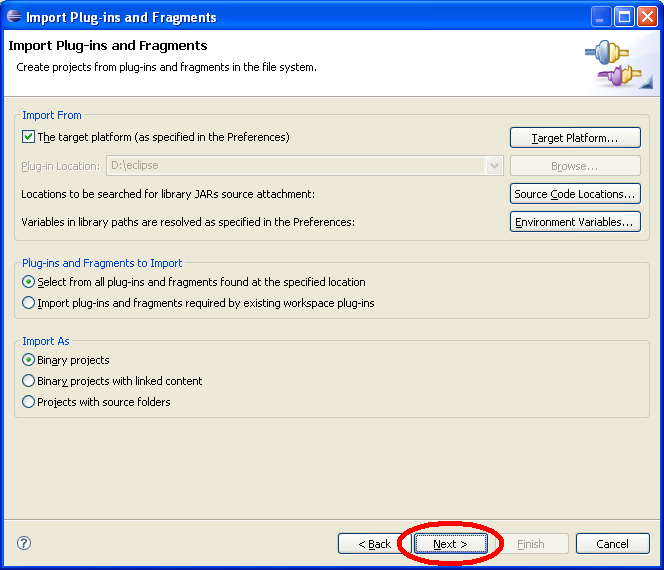 Import Plug-ins and Fragments
Import Plug-ins and Fragments
Create projects from plug-ins and fragments in the file system.
Import From
The target platform (as specified in the Preferences)
Target Platform...
Plug-in Location:
D:\eclipse
Browse...
Locations to be searched for library JARs source attachment:
Source Code Locations...
Variables in library paths are resolved as specified in the Preferences:
Environment Variables...
Plug-ins and Fragments to Import
Select from all plug-ins and fragments found at the specified location
Import plug-ins and fragments required by existing workspace plug-ins
Import As
Binary projects
Binary projects with linked content
Projects with source folders
?
< Back
Next >
Finish
Cancel